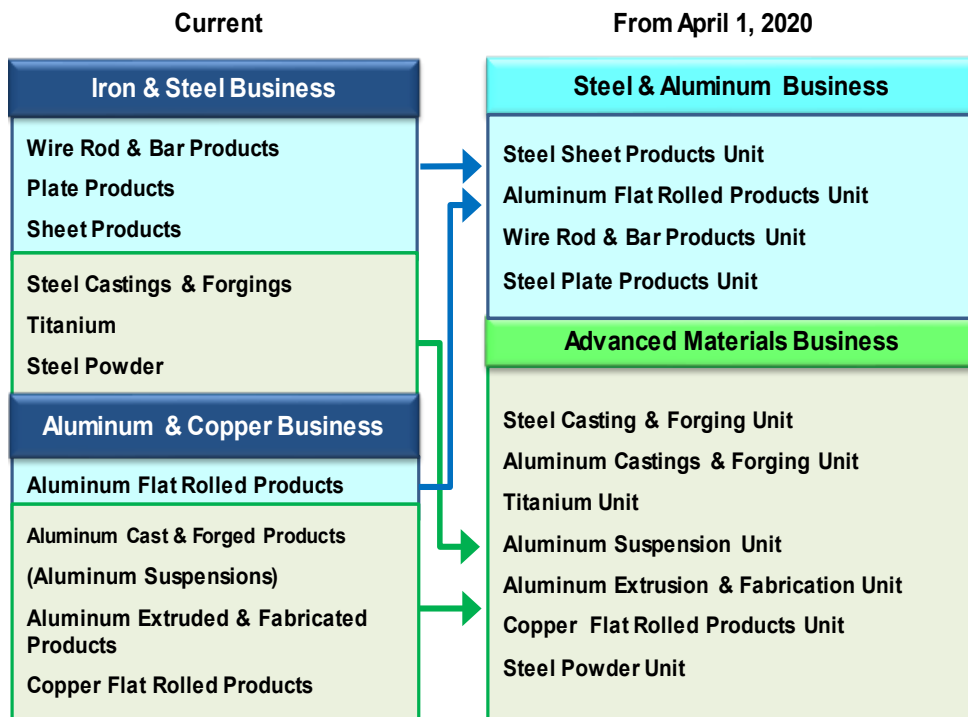 Current
Iron & Steel Business
Wire Rod & Bar Products
Plate Products
Sheet Products
Steel Castings & Forgings
Titanium
Steel Powder
Aluminum & Copper Business
Aluminum Flat Rolled Products
Aluminum Cast & Forged Products
(Aluminum Suspensions)
Aluminum Extruded & Fabricated
Products
Copper Flat Rolled Products
From April 1, 2020
Steel & Aluminum Business
Steel Sheet Products Unit
Aluminum Flat Rolled Products Unit
Wire Rod & Bar Products Unit
Steel Plate Products Unit
Advanced Materials Business
Steel Casting & Forging Unit
Aluminum Castings & Forging Unit
Titanium Unit
Aluminum Suspension Unit
Aluminum Extrusion & Fabrication Unit
Copper Flat Rolled Products Unit
Steel Powder Unit